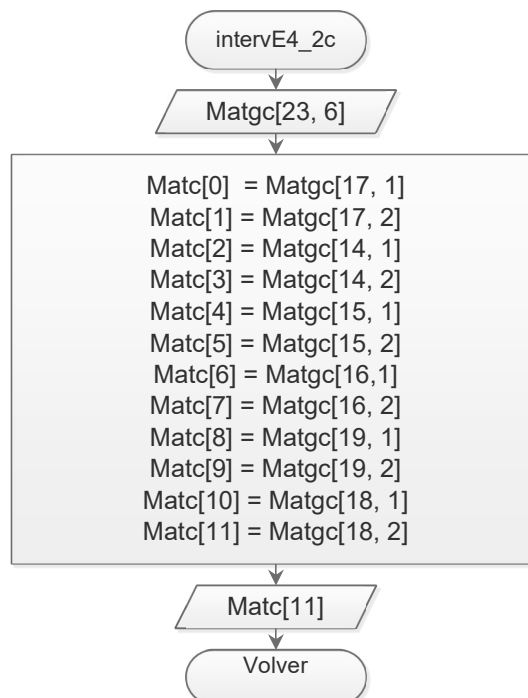 intervE4_2c
Matgc[23, 6]
Matc[0]  = Matgc[17, 1]
Matc[1] = Matgc[17, 2]
Matc[2] = Matgc[14, 1]
Matc[3] = Matgc[14, 2]
Matc[4] = Matgc[15, 1]
Matc[5] = Matgc[15, 2]
Matc[6] = Matgc[16,1]
Matc[7] = Matgc[16, 2]
Matc[8] = Matgc[19, 1]
Matc[9] = Matgc[19, 2]
Matc[10] = Matgc[18, 1]
Matc[11] = Matgc[18, 2]
Matc[11]
Volver